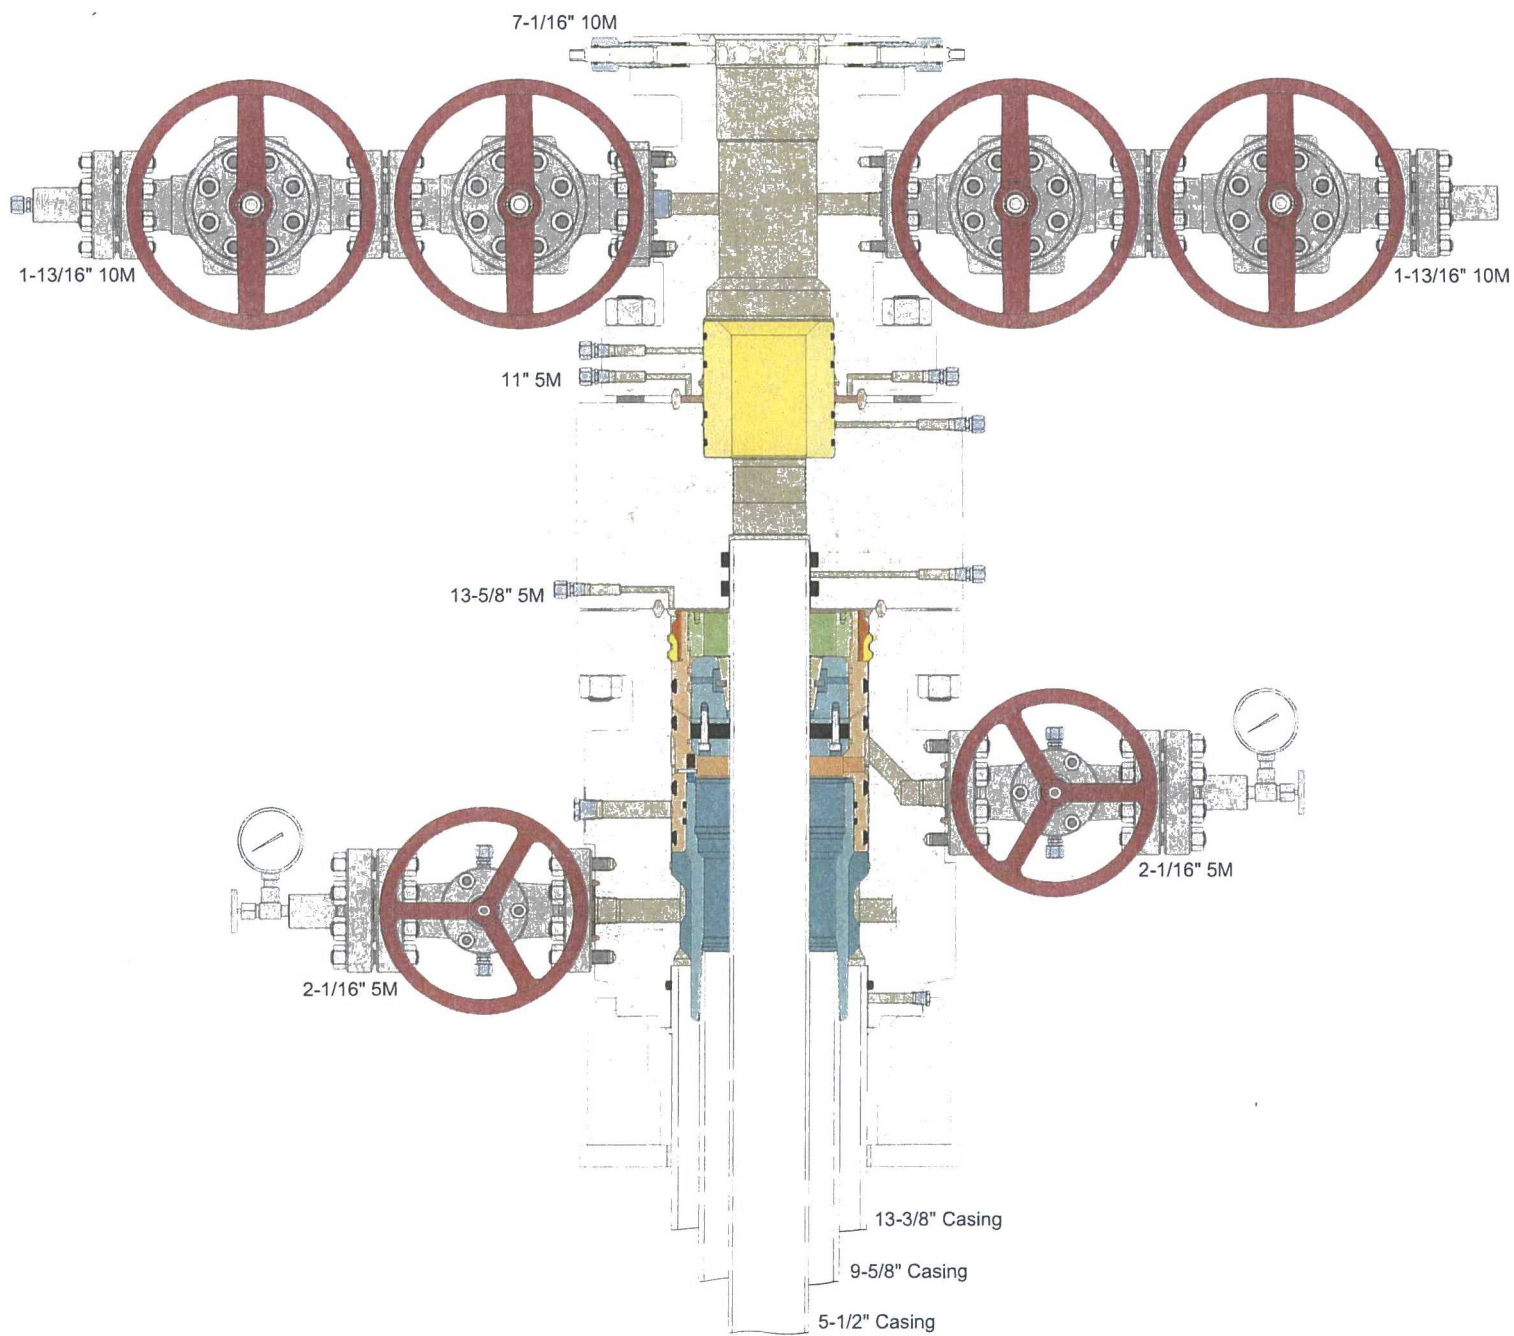 7-1/16" 10M
1-13/16" 10M
1-13/16" 10M
11" 5M
13-5/8" 5M
2-1/16" 5M
2-1/16" 5M
13-3/8" Casing
9-5/8" Casing
5-1/2" Casing